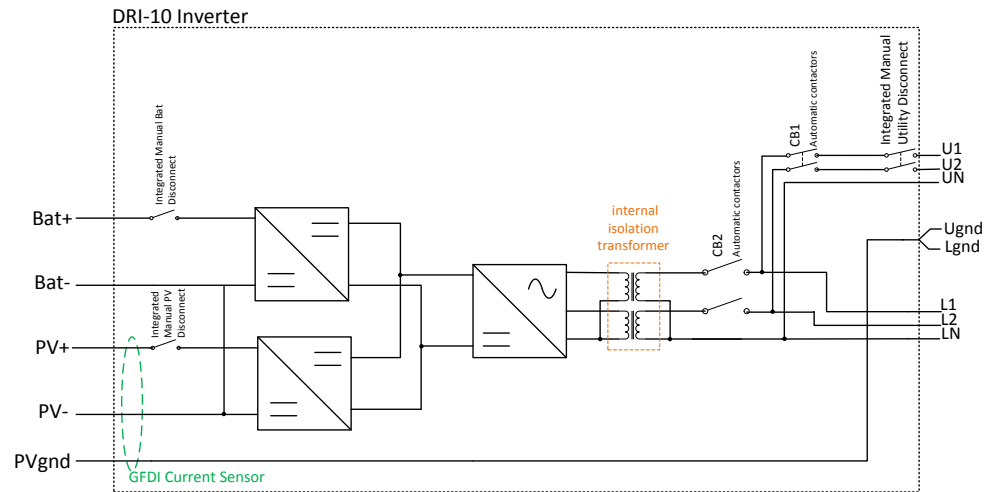 DRI-10 Inverter
Integrated Manual Bat
Disconnect
CB1
Automatic contactors
Integrated Manual
Utility Disconnect
U1
U2
UN
Bat+
internal
isolation
transformer
CB2
Automatic contactors
Ugnd
Lgnd
Bat-
Integrated
Manual PV
Disconnect
L1
L2
LN
PV+
PV-
PVgnd
GFDI Current Sensor